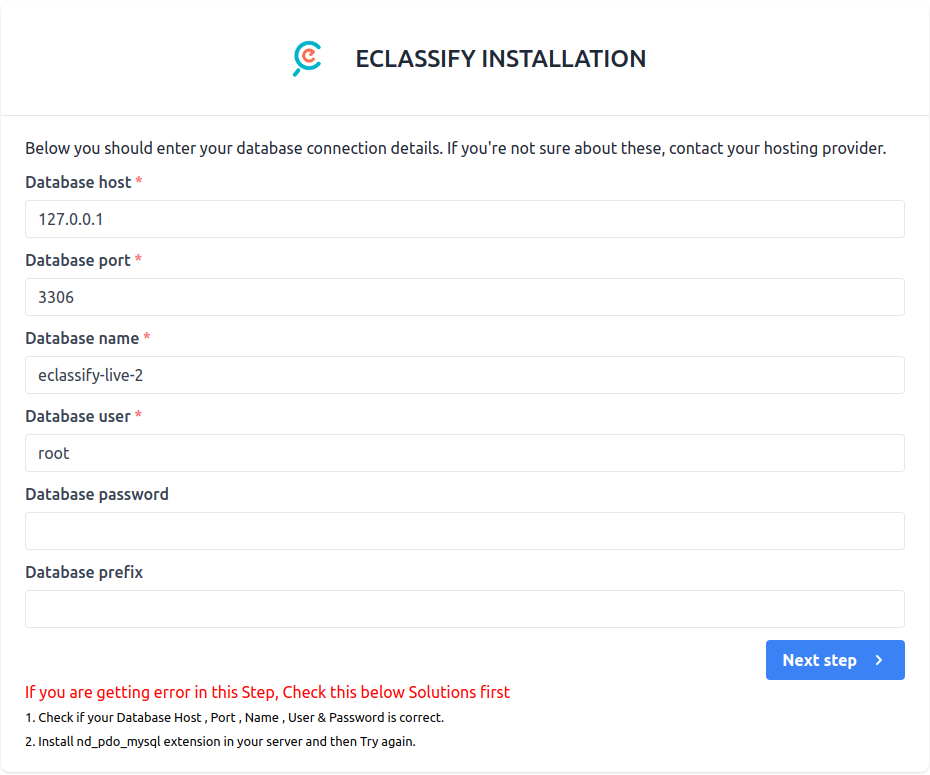 ECLASSIFY INSTALLATION
Below you should enter your database connection details. If you're not sure about these, contact your hosting provider.
Database host *
127.0.0.1
Database port *
3306
Database name *
eclassify-live-2
Database user *
root
Database password
Database prefix
Next step
If you are getting error in this Step, Check this below Solutions first
1. Check if your Database Host , Port , Name , User & Password is correct.
2. Install nd_pdo_mysql extension in your server and then Try again.